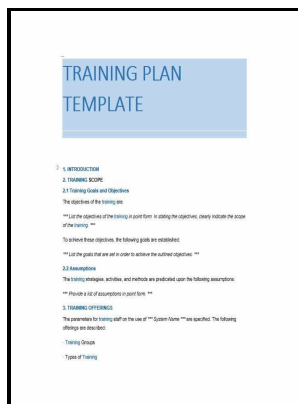 TRAINING PLAN
TEMPLATE
1. INTRODUCTION
2. TRAINING SCOPE
2.1 Training Goals and Objectives
The objectives of the training are:
*** List the objectives of the training in point form. In stating the objectives, clearly indicate the scope
of the training. ***
To achieve these objectives, the following goals are established:
*** List the goals that are set in order to achieve the outlined objectives. ***
2.2 Assumptions
The training strategies, activities, and methods are predicated upon the following assumptions:
*** Provide a list of assumptions in point form. ***
3. TRAINING OFFERINGS
The parameters for training staff on the use of *** System Name *** are specified. The following
offerings are described:
· Training Groups
· Types of Training